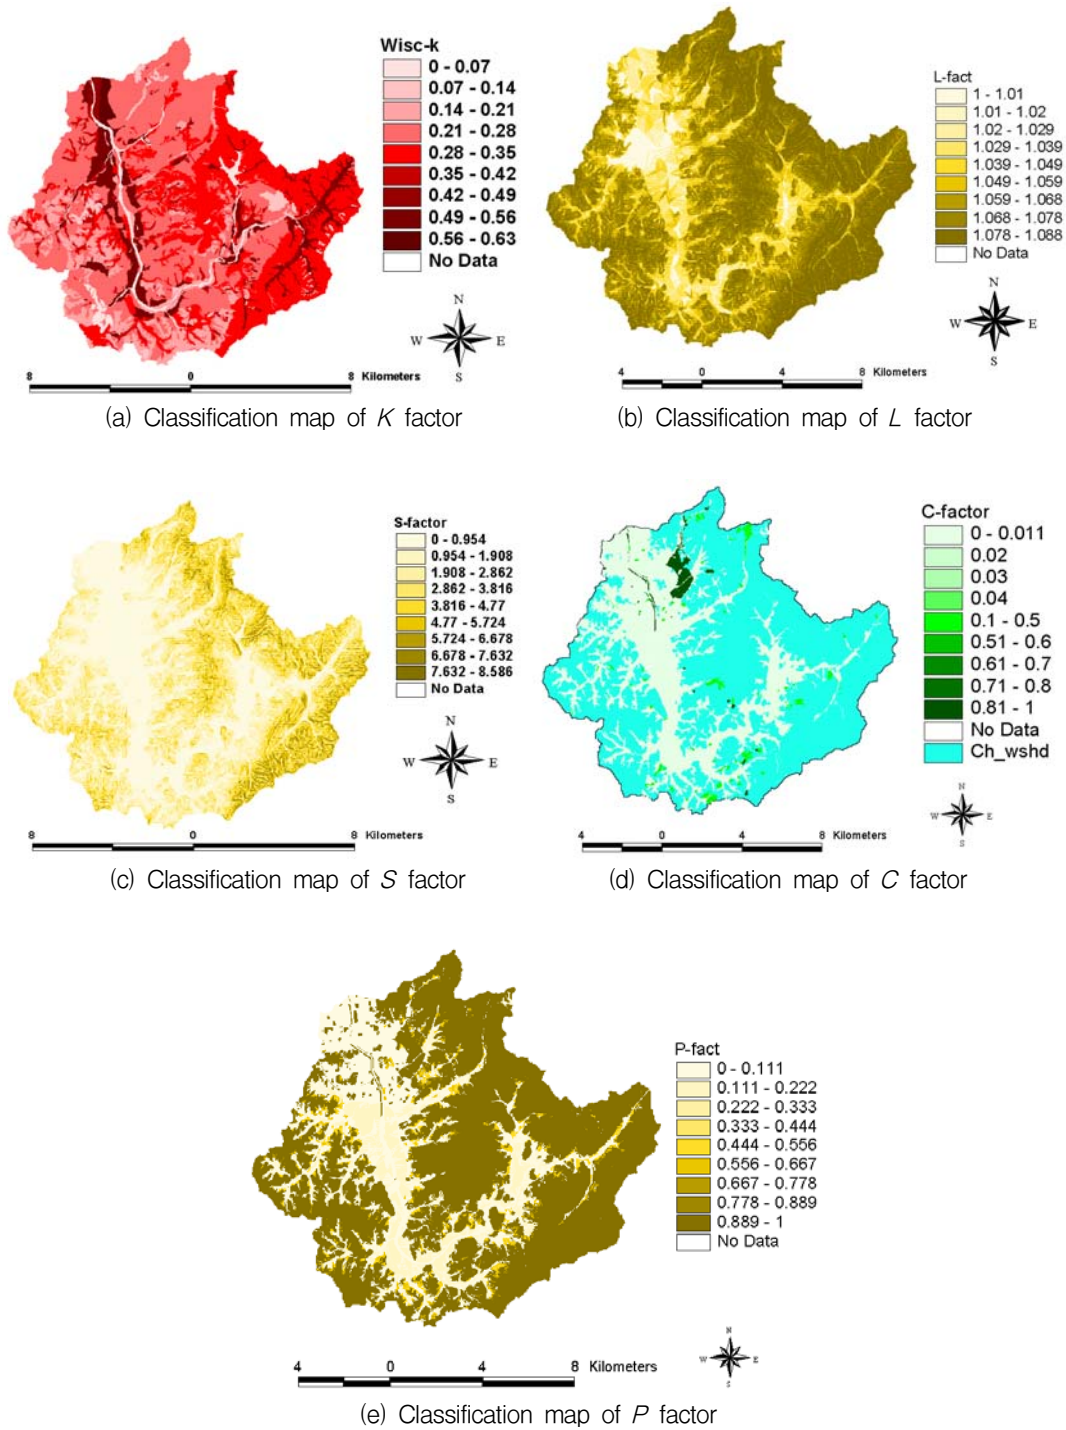 Wisc-k
0 - 0.07
0.07 - 0.14
0.14 - 0.21
0.21 - 0.28
0.28 - 0.35
0.35 - 0.42
0.42 - 0.49
0.49 - 0.56
0.56 - 0.63
No Data
N
W E
S
8 0 8 Kilometers
(a) Classification map of K factor
L-fact
1 - 1.01
1.01 - 1.02
1.02 - 1.029
1.029 - 1.039
1.039 - 1.049
1.049 - 1.059
1.059 - 1.068
1.068 - 1.078
1.078 - 1.088
No Data
N
W E
S
4 0 4 8 Kilometers
(b) Classification map of L factor
S-factor
0 - 0.954
0.954 - 1.908
1.908 - 2.862
2.862 - 3.816
3.816 - 4.77
4.77 - 5.724
5.724 - 6.678
6.678 - 7.632
7.632 - 8.586
No Data
N
W E
S
8 0 8 Kilometers
(c) Classification map of S factor
C-factor
0 - 0.011
0.02
0.03
0.04
0.1 - 0.5
0.51 - 0.6
0.61 - 0.7
0.71 - 0.8
0.81 - 1
No Data
Ch_wshd
N
W E
S
4 0 4 8 Kilometers
(d) Classification map of C factor
P-fact
0 - 0.111
0.111 - 0.222
0.222 - 0.333
0.333 - 0.444
0.444 - 0.556
0.556 - 0.667
0.667 - 0.778
0.778 - 0.889
0.889 - 1
No Data
N
W E
S
4 0 4 8 Kilometers
(e) Classification map of P factor